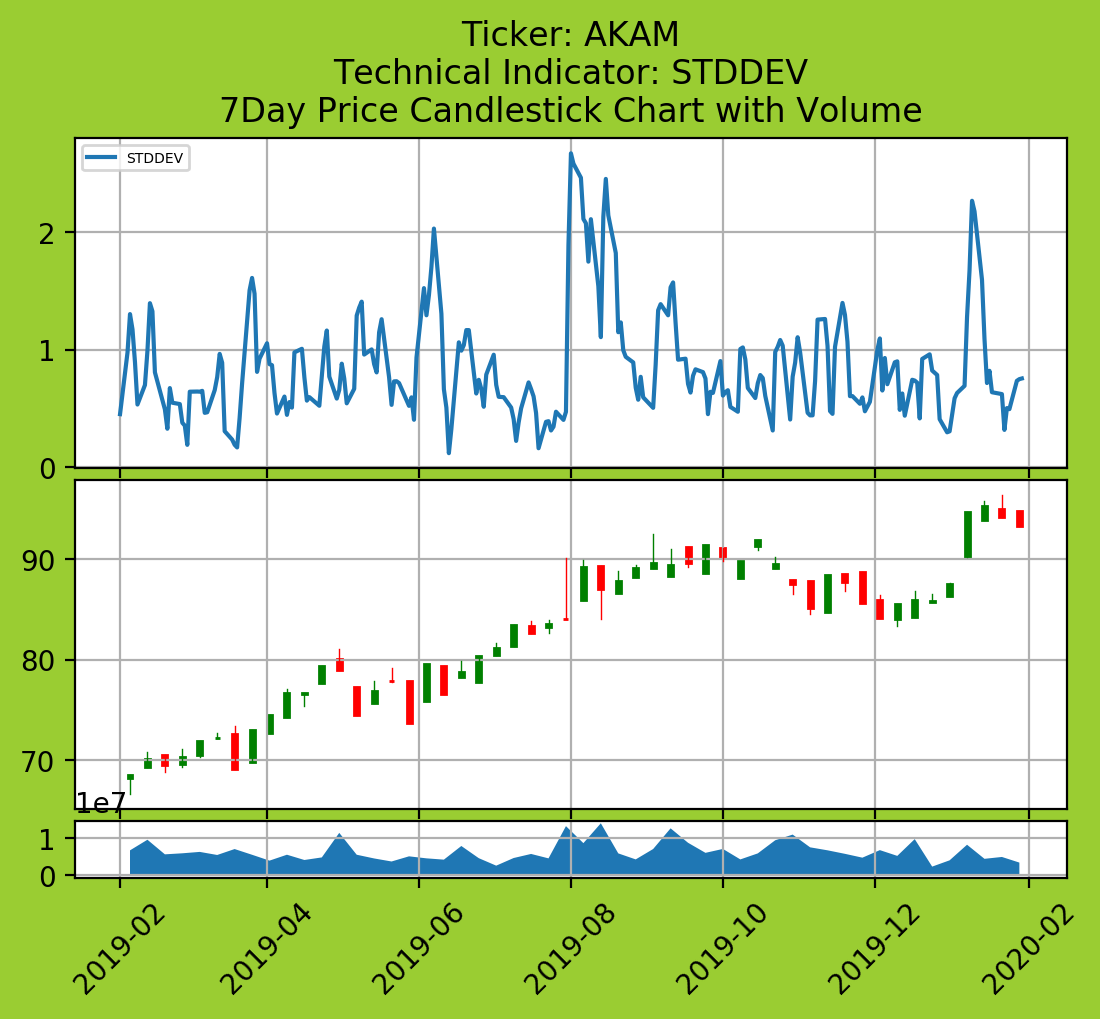 Ticker: AKAM
Technical Indicator: STDDEV
7Day Price Candlestick Chart with Volume
STDDEV
2
1
0
90
80
70
1e7
1
0
2019-02 2019-04 2019-06 2019-08 2019-10 2019-12 2020-02